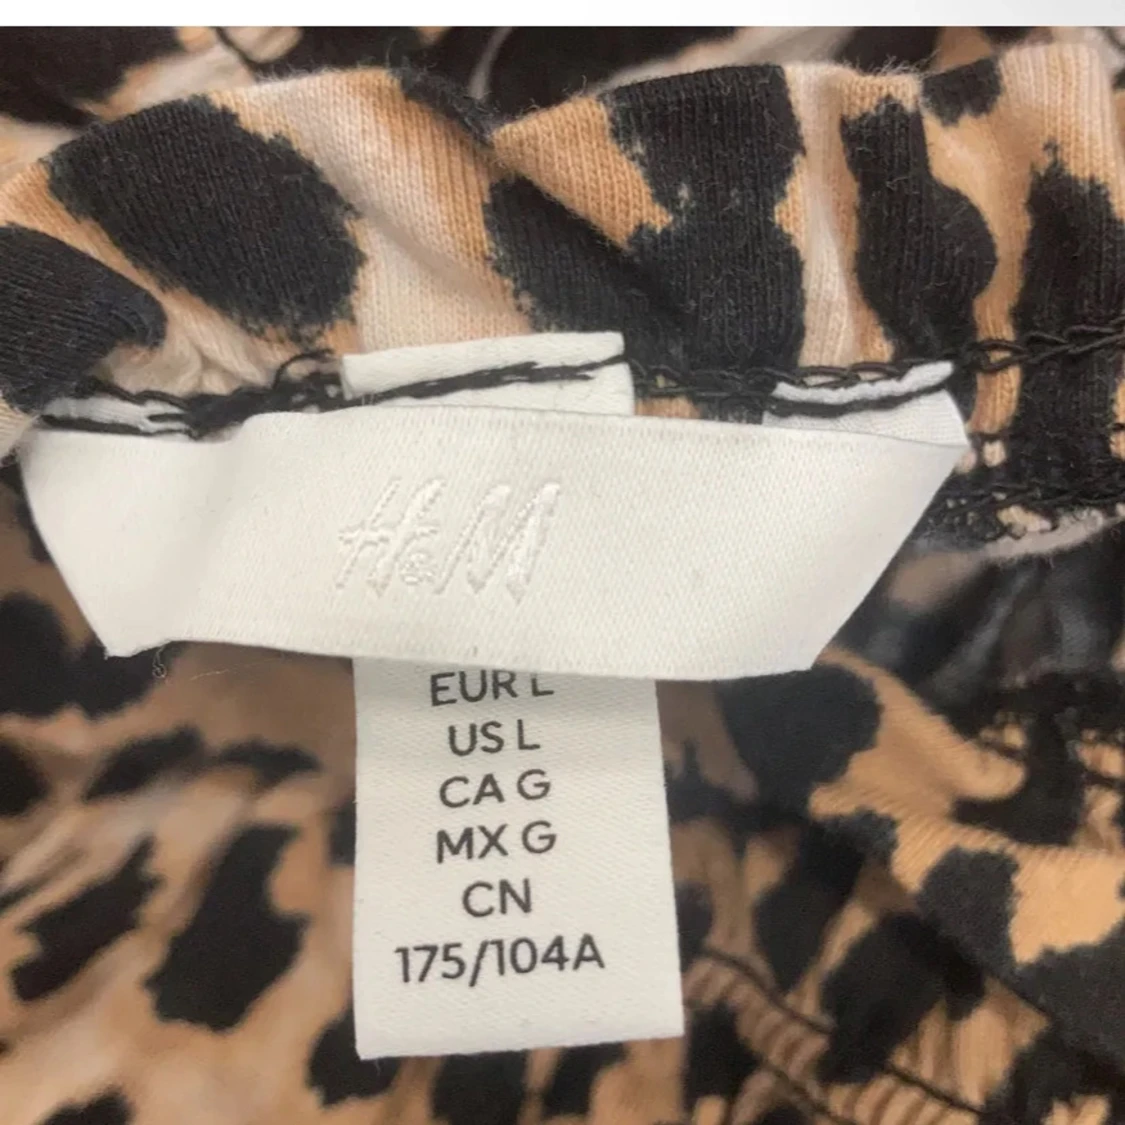 H&M
EUR L
US L
CA G
MX G
CN
175/104A